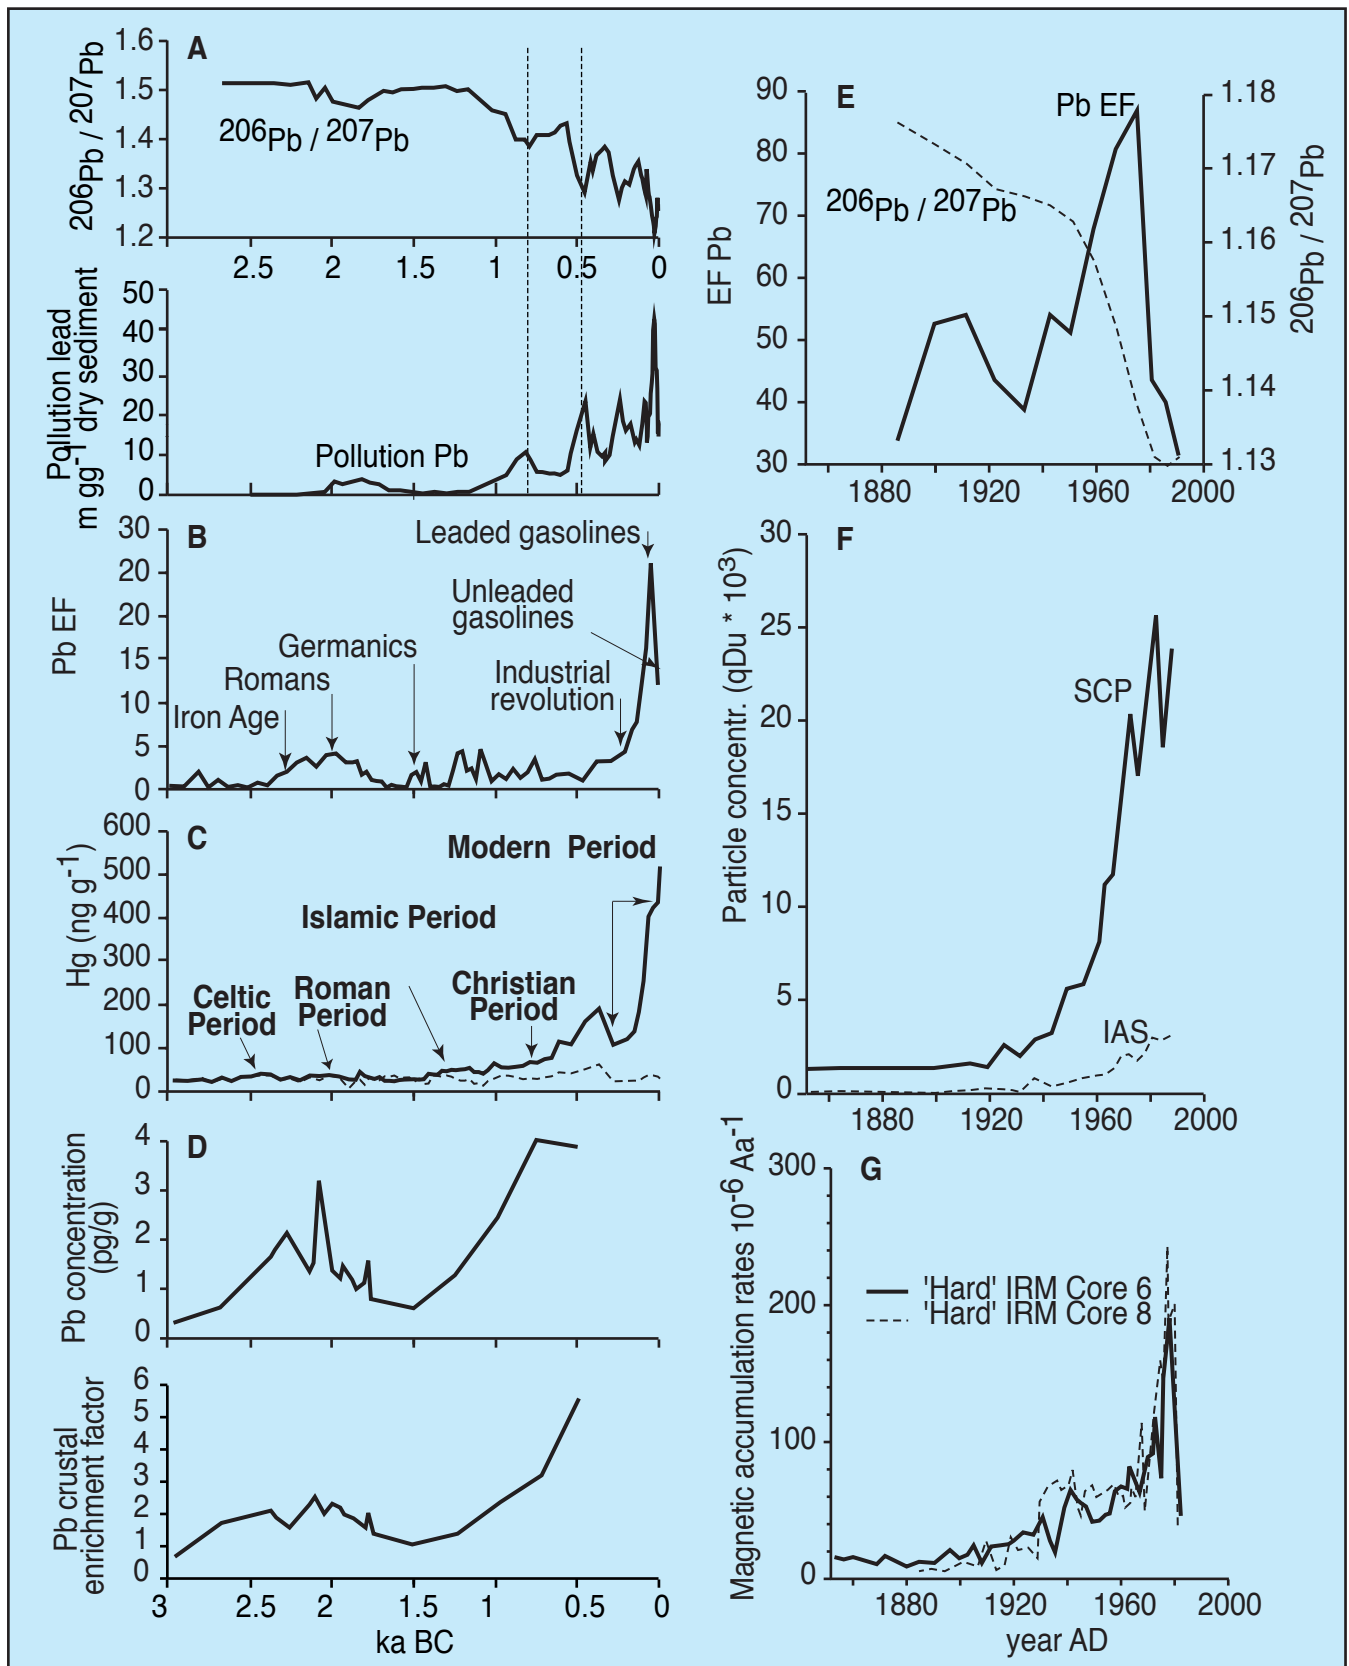 A
1.6
1.5
1.4
1.3
1.2
206Pb / 207Pb
206Pb / 207Pb
2.5
2
1.5
1
0.5
0
50
40
30
20
10
0
Pollution lead
m gg-1 dry sediment
Pollution Pb
B
30
20
20
15
10
5
0
Pb EF
Leaded gasolines
Unleaded
gasolines
Germanics
Romans
Iron Age
Industrial
revolution
C
600
500
400
300
200
100
0
Hg (ng g-1)
Modern Period
Islamic Period
Celtic
Period
Roman
Period
Christian
Period
D
4
3
2
1
0
Pb concentration
(pg/g)
6
5
4
3
2
1
0
Pb crustal
enrichment factor
3
2.5
2
1.5
1
0.5
0
ka BC
E
90
80
70
60
50
40
30
EF Pb
Pb EF
206Pb / 207Pb
1.18
1.17
1.16
1.15
1.14
1.13
206Pb / 207Pb
1880
1920
1960
2000
F
30
25
20
15
10
5
0
Particle concentr. (qDu * 103)
SCP
IAS
1880
1920
1960
2000
G
300
200
100
0
Magnetic accumulation rates 10-6 Aa-1
'Hard' IRM Core 6
'Hard' IRM Core 8
1880
1920
1960
2000
year AD